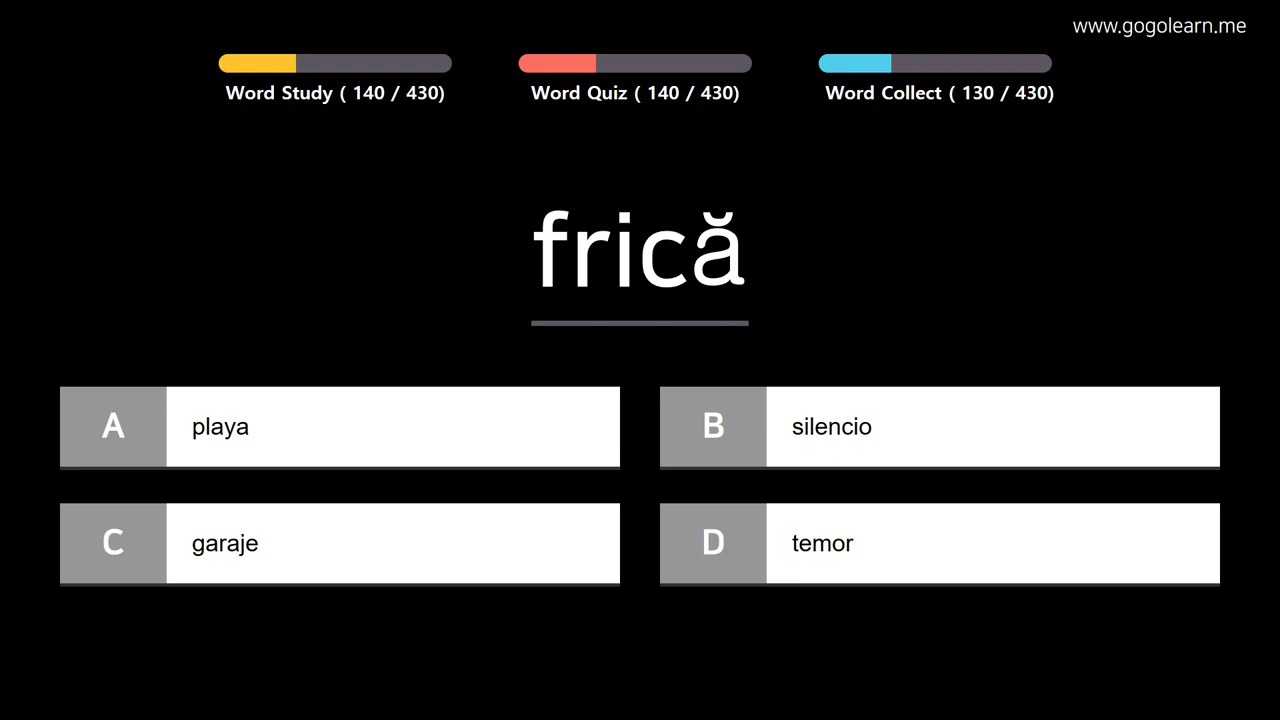 www.gogolearn.me
Word Study ( 140 / 430)
Word Quiz ( 140 / 430)
Word Collect ( 130 / 430)
frică
A playa
B silencio
C garaje
D temor